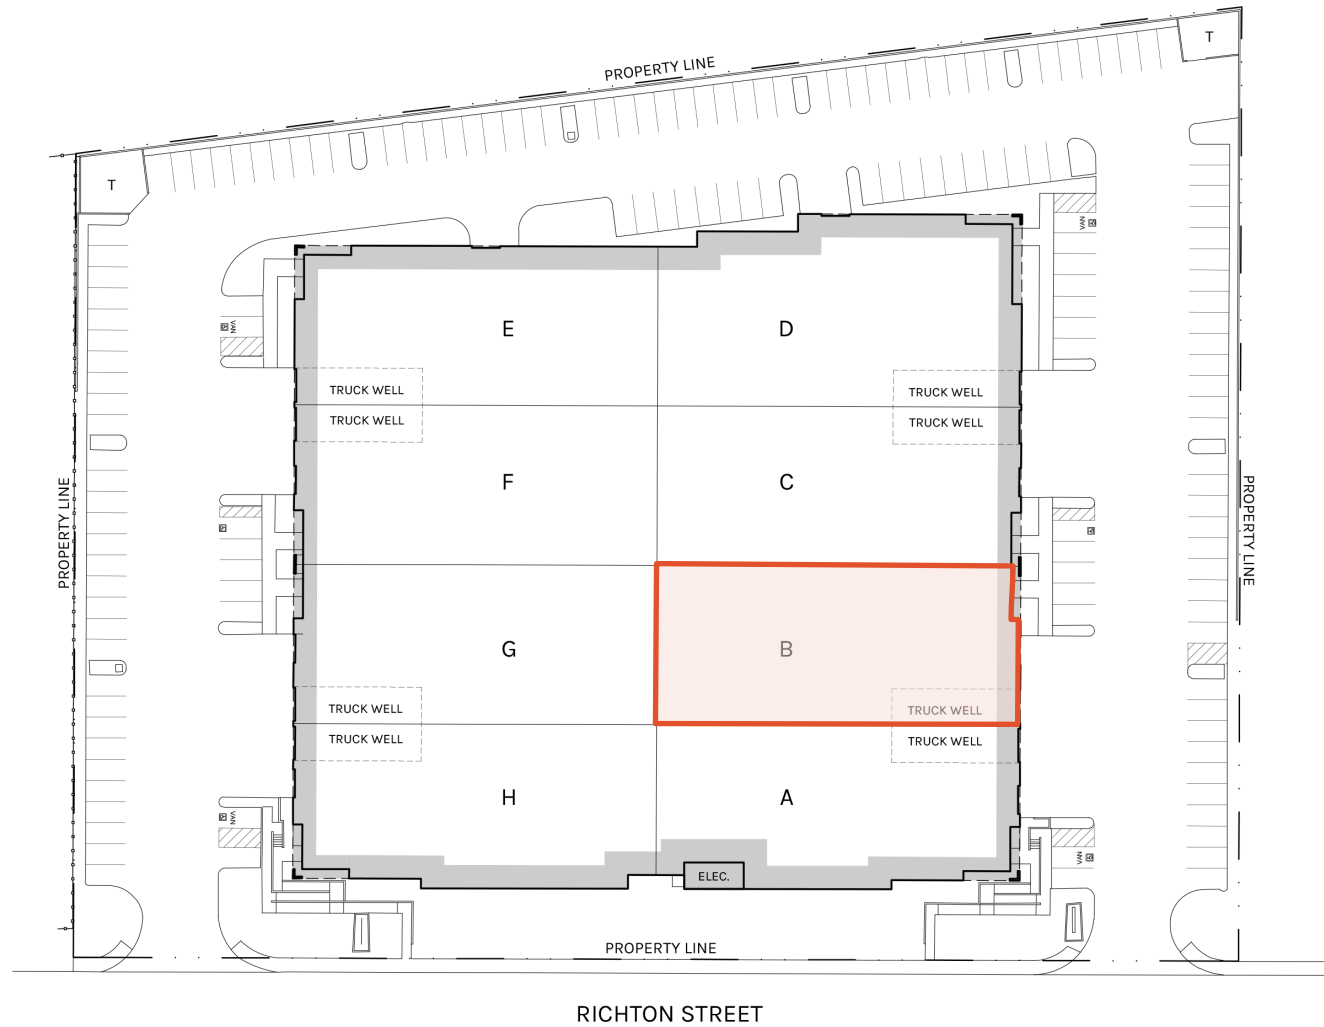 T
PROPERTY LINE
T
VAN
VAN
E
D
TRUCK WELL
TRUCK WELL
TRUCK WELL
TRUCK WELL
F
C
PROPERTY LINE
PROPERTY LINE
G
B
TRUCK WELL
TRUCK WELL
TRUCK WELL
TRUCK WELL
H
A
VAN
VAN
ELEC.
PROPERTY LINE
RICHTON STREET